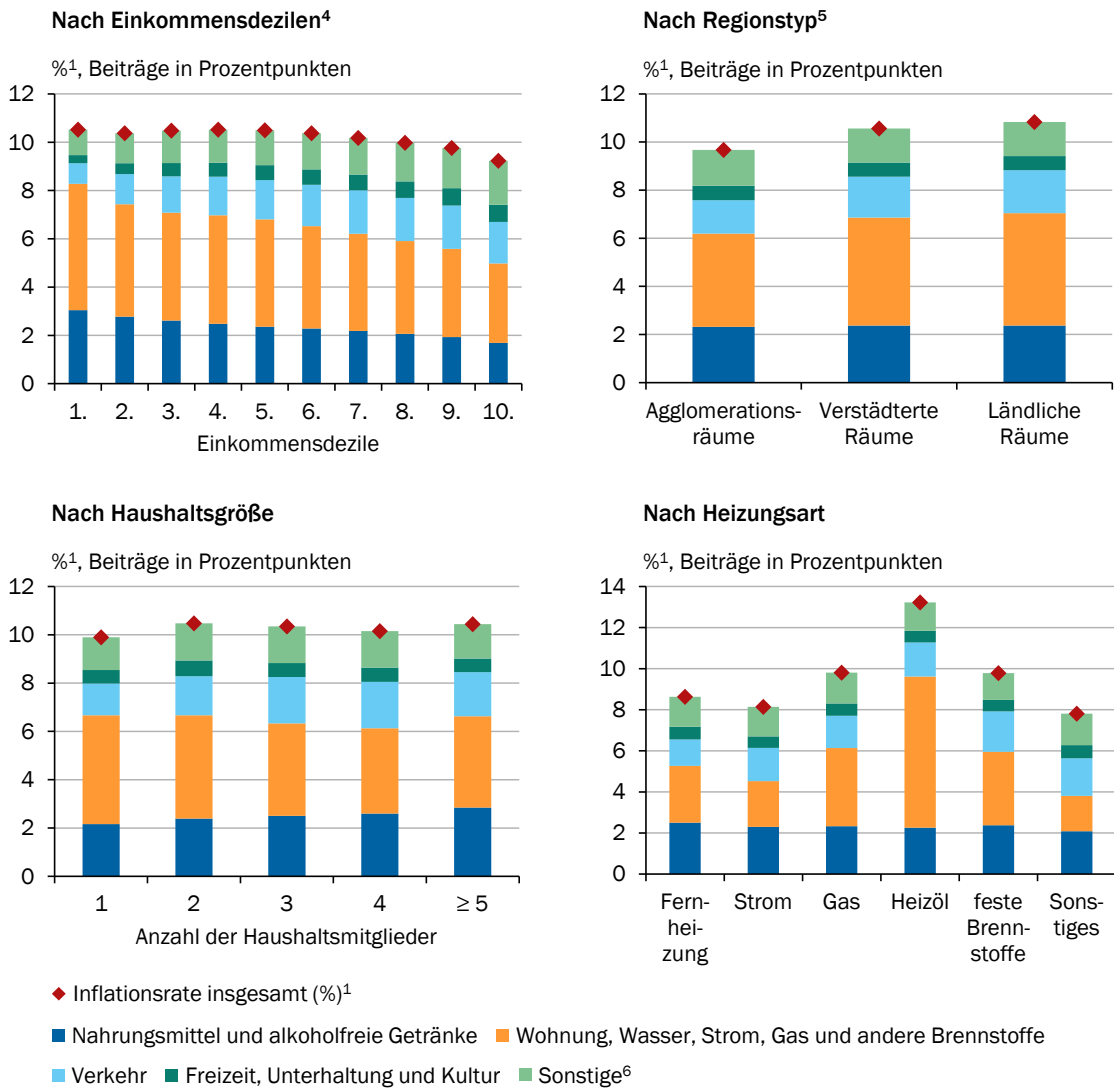 Nach Einkommensdezilen⁴
%¹, Beiträge in Prozentpunkten
12
10
8
6
4
2
0
1. 2. 3. 4. 5. 6. 7. 8. 9. 10.
Einkommensdezile
Nach Regionstyp⁵
%¹, Beiträge in Prozentpunkten
12
10
8
6
4
2
0
Agglomerations-
räume
Verstädterte
Räume
Ländliche
Räume
Nach Haushaltsgröße
%¹, Beiträge in Prozentpunkten
12
10
8
6
4
2
0
1 2 3 4 ≥ 5
Anzahl der Haushaltsmitglieder
Nach Heizungsart
%¹, Beiträge in Prozentpunkten
14
12
10
8
6
4
2
0
Fern-
hei-
zung
Strom
Gas
Heizöl
feste
Brenn-
stoffe
Sons-
tiges
Inflationsrate insgesamt (%)¹
Nahrungsmittel und alkoholfreie Getränke Wohnung, Wasser, Strom, Gas und andere Brennstoffe
Verkehr Freizeit, Unterhaltung und Kultur Sonstige⁶